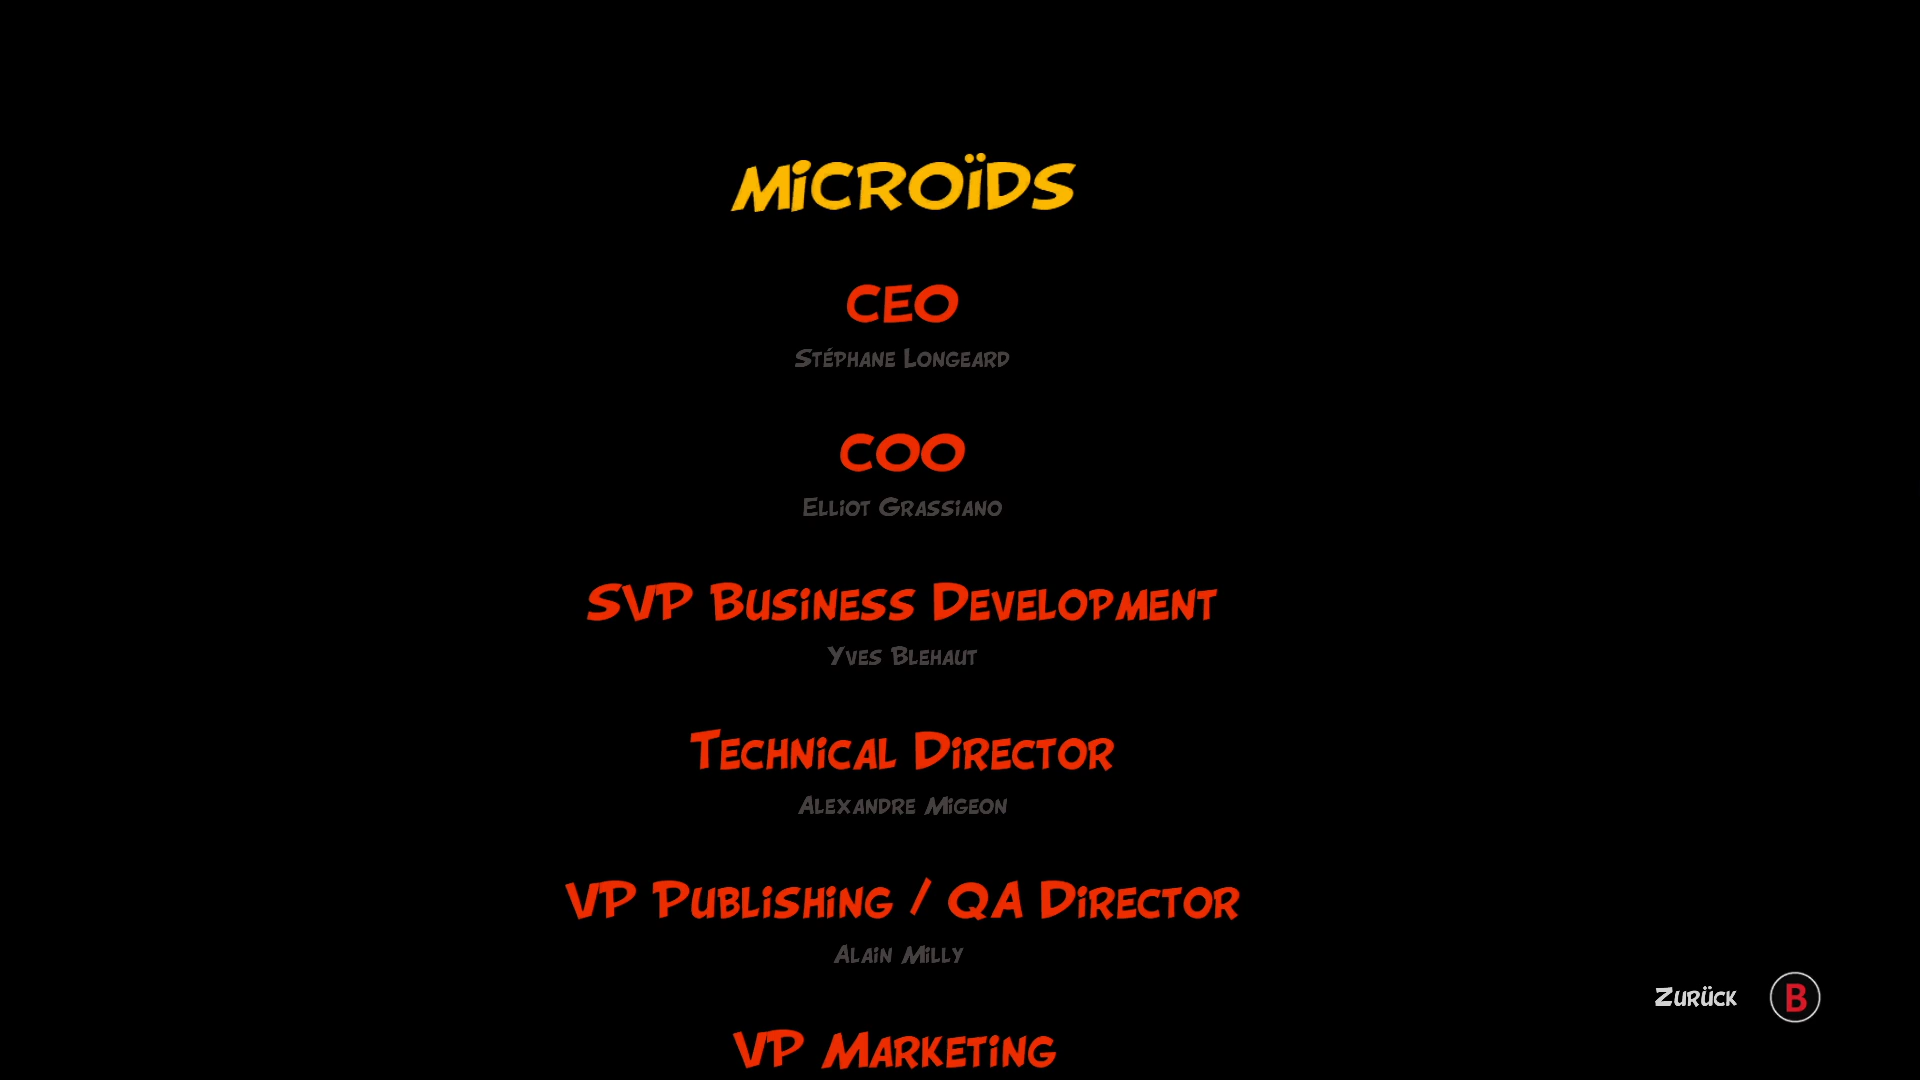 Microïds
CEO
Stéphane Longeard
COO
Elliot Grassiano
SVP Business Development
Yves Blehaut
Technical Director
Alexandre Migeon
VP Publishing / QA Director
Alain Milly
Zurück B
VP Marketing